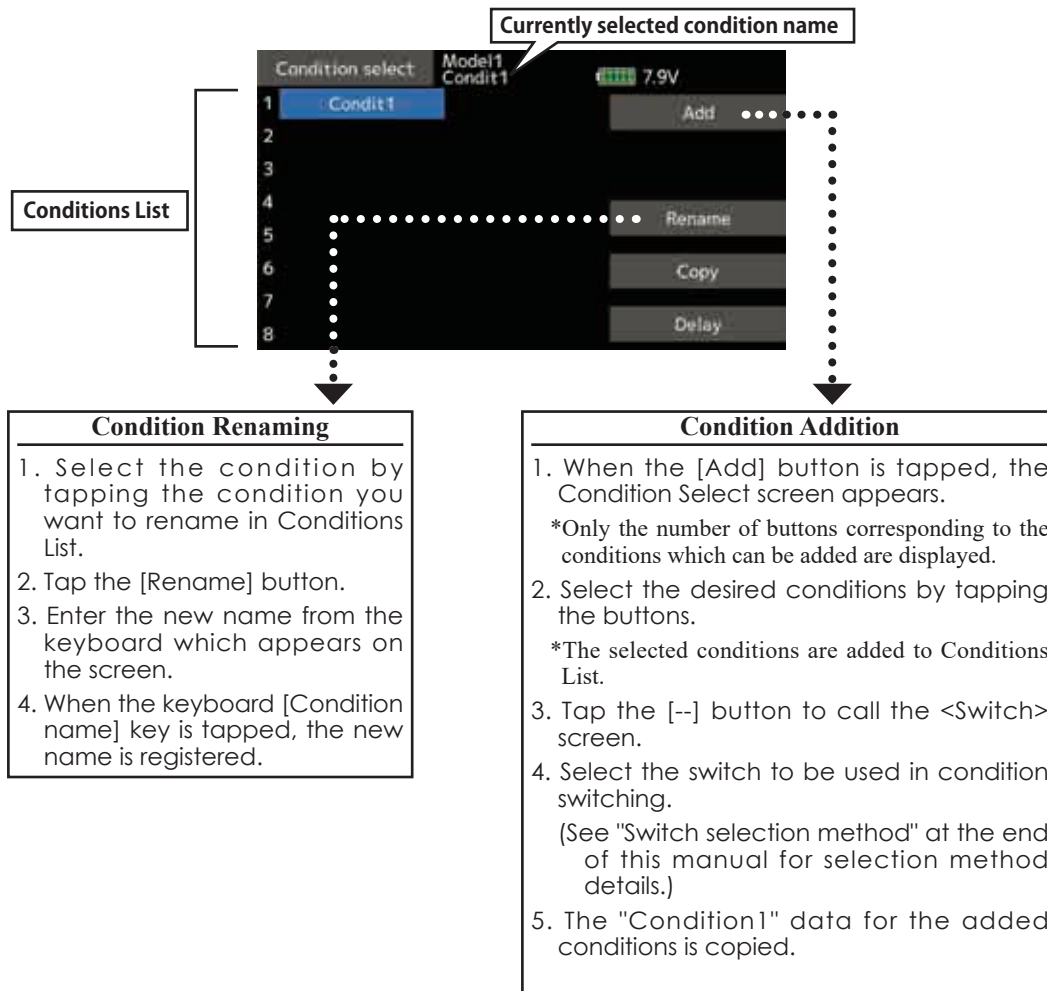 Currently selected condition name
Condition select
Model1
Condit1
7.9V
1 Condit1
Add
2
3
Conditions List
4
Rename
5
6
Copy
7
Delay
8
Condition Renaming
1. Select the condition by
tapping the condition you
want to rename in Conditions
List.
2. Tap the [Rename] button.
3. Enter the new name from the
keyboard which appears on
the screen.
4. When the keyboard [Condition
name] key is tapped, the new
name is registered.
Condition Addition
1. When the [Add] button is tapped, the
Condition Select screen appears.
*Only the number of buttons corresponding to the
conditions which can be added are displayed.
2. Select the desired conditions by tapping
the buttons.
*The selected conditions are added to Conditions
List.
3. Tap the [--] button to call the <Switch>
screen.
4. Select the switch to be used in condition
switching.
(See "Switch selection method" at the end
of this manual for selection method
details.)
5. The "Condition1" data for the added
conditions is copied.